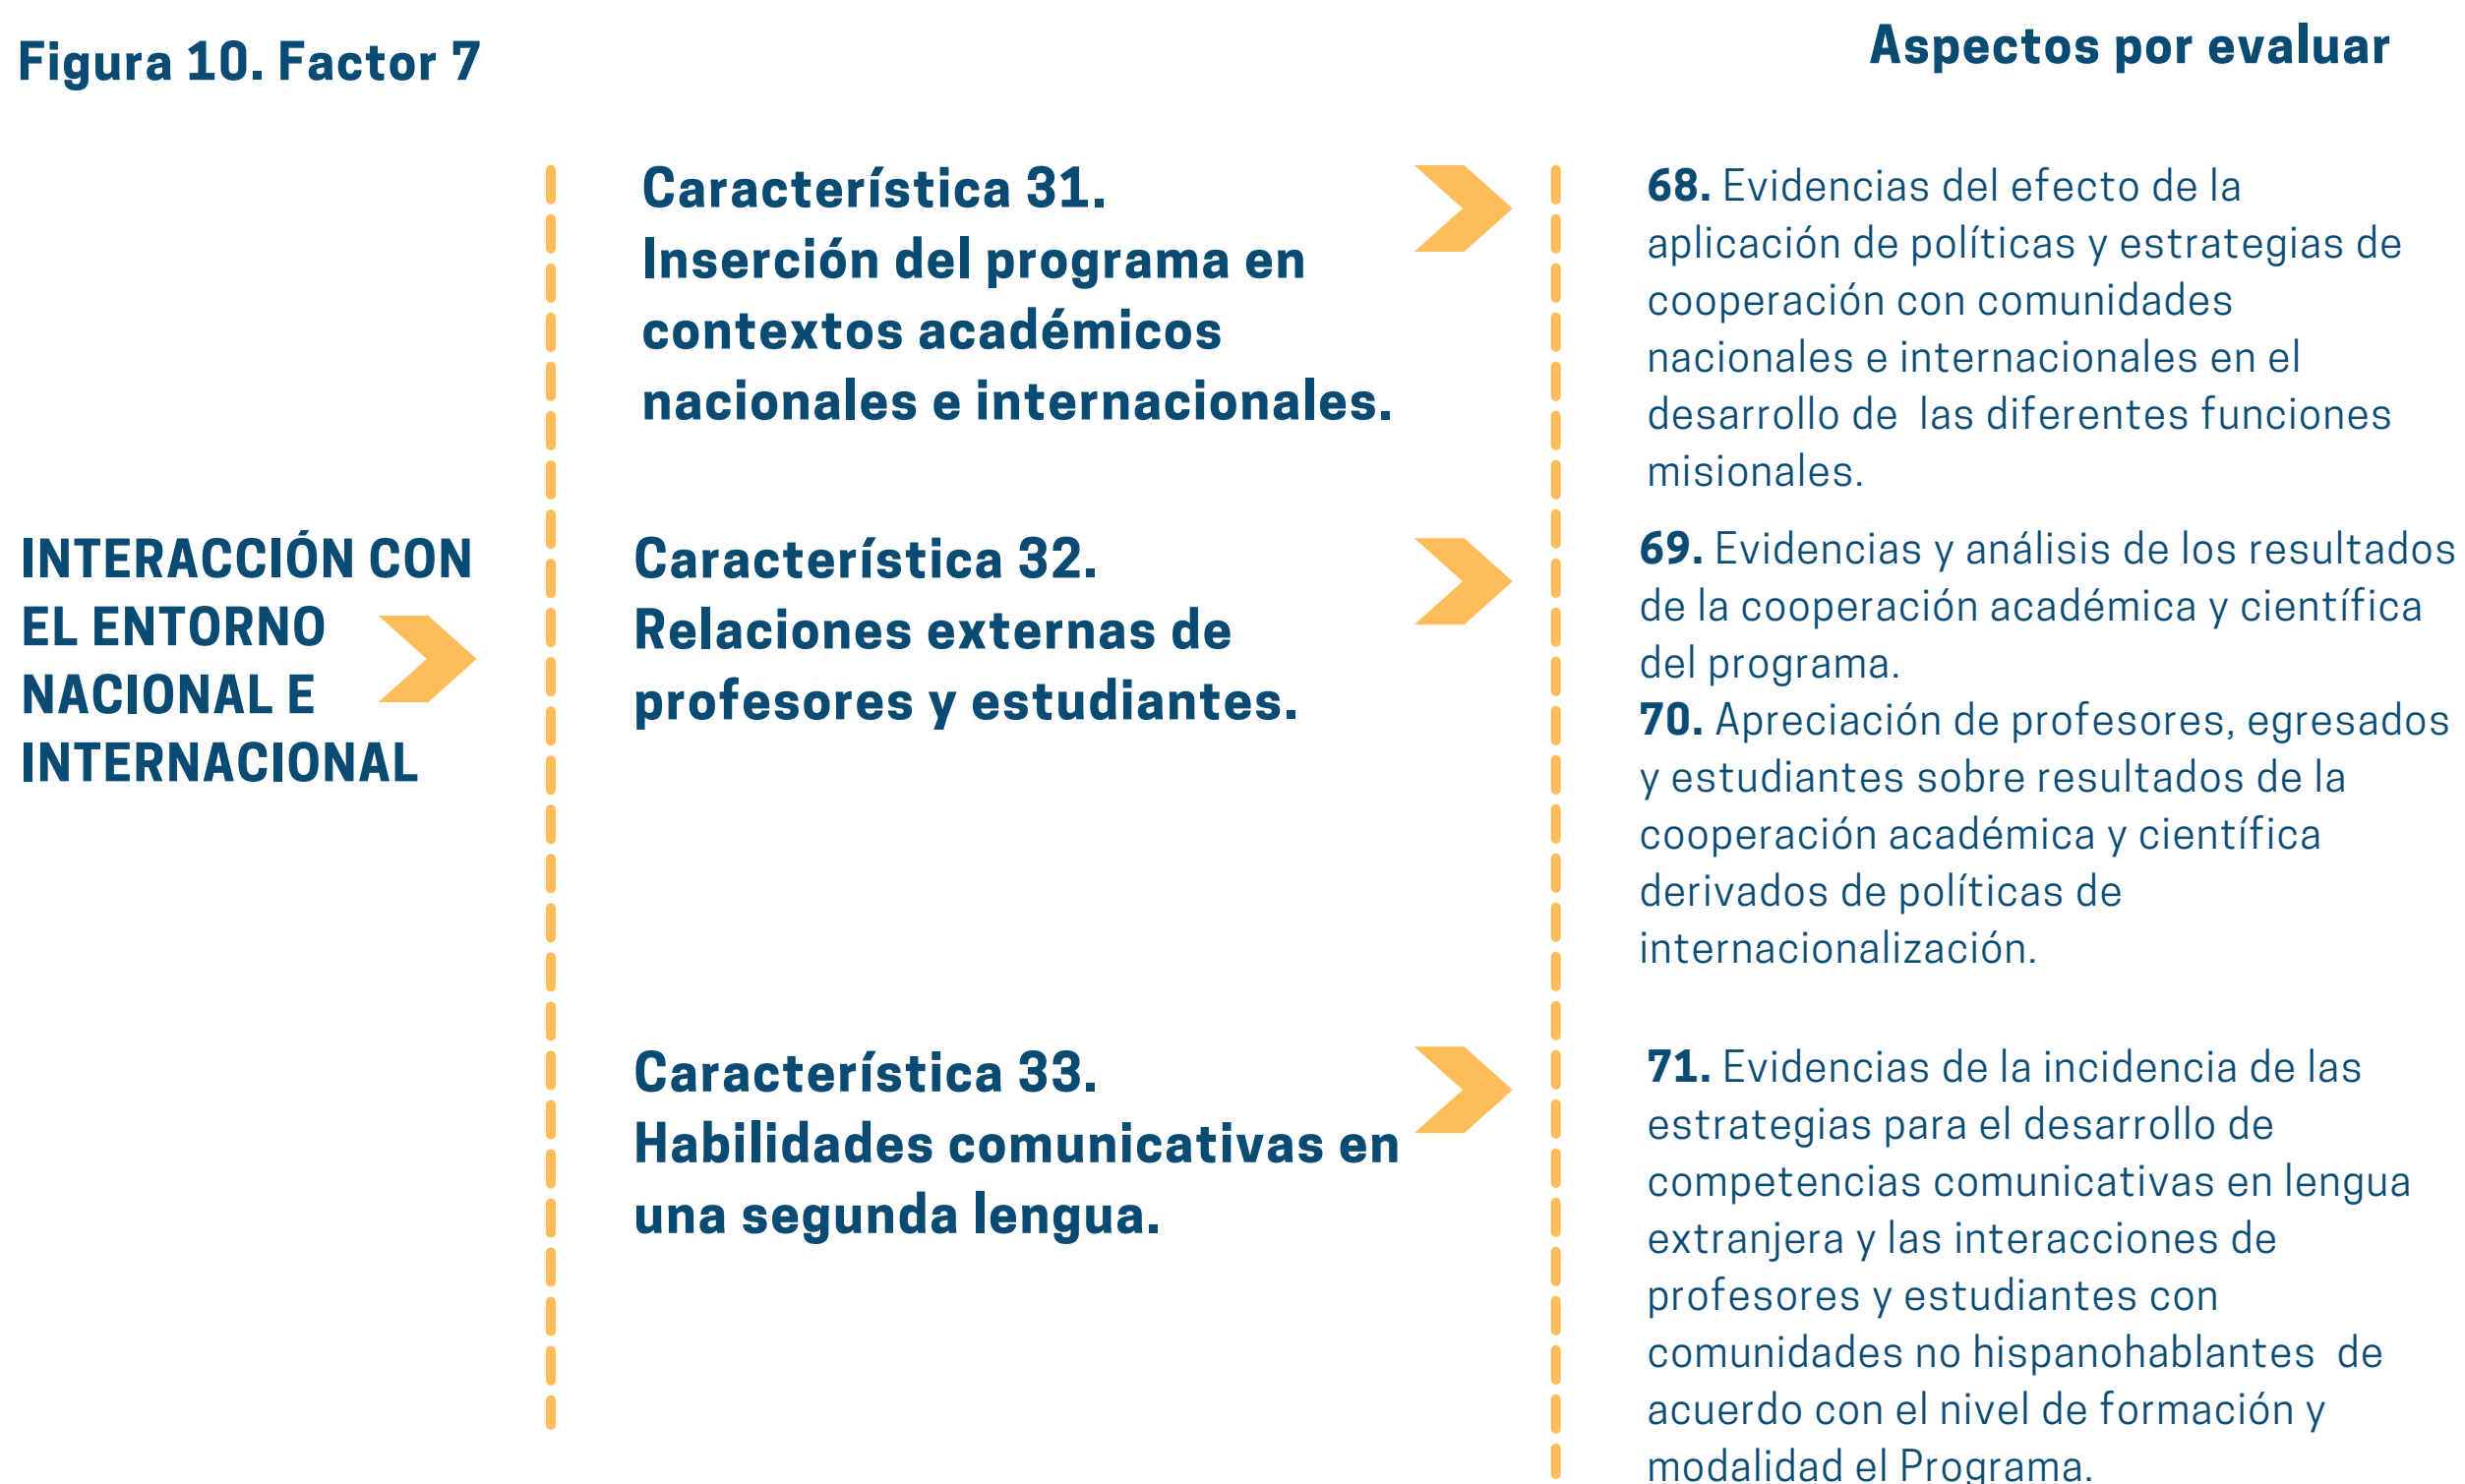 Figura 10. Factor 7
Aspectos por evaluar
INTERACCIÓN CON
EL ENTORNO
NACIONAL E
INTERNACIONAL
Característica 31.
Inserción del programa en
contextos académicos
nacionales e internacionales.
68. Evidencias del efecto de la
aplicación de políticas y estrategias de
cooperación con comunidades
nacionales e internacionales en el
desarrollo de  las diferentes funciones
misionales.
Característica 32.
Relaciones externas de
profesores y estudiantes.
69. Evidencias y análisis de los resultados
de la cooperación académica y científica
del programa.
70. Apreciación de profesores, egresados
y estudiantes sobre resultados de la
cooperación académica y científica
derivados de políticas de
internacionalización.
Característica 33.
Habilidades comunicativas en
una segunda lengua.
71. Evidencias de la incidencia de las
estrategias para el desarrollo de
competencias comunicativas en lengua
extranjera y las interacciones de
profesores y estudiantes con
comunidades no hispanohablantes  de
acuerdo con el nivel de formación y
modalidad el Programa.